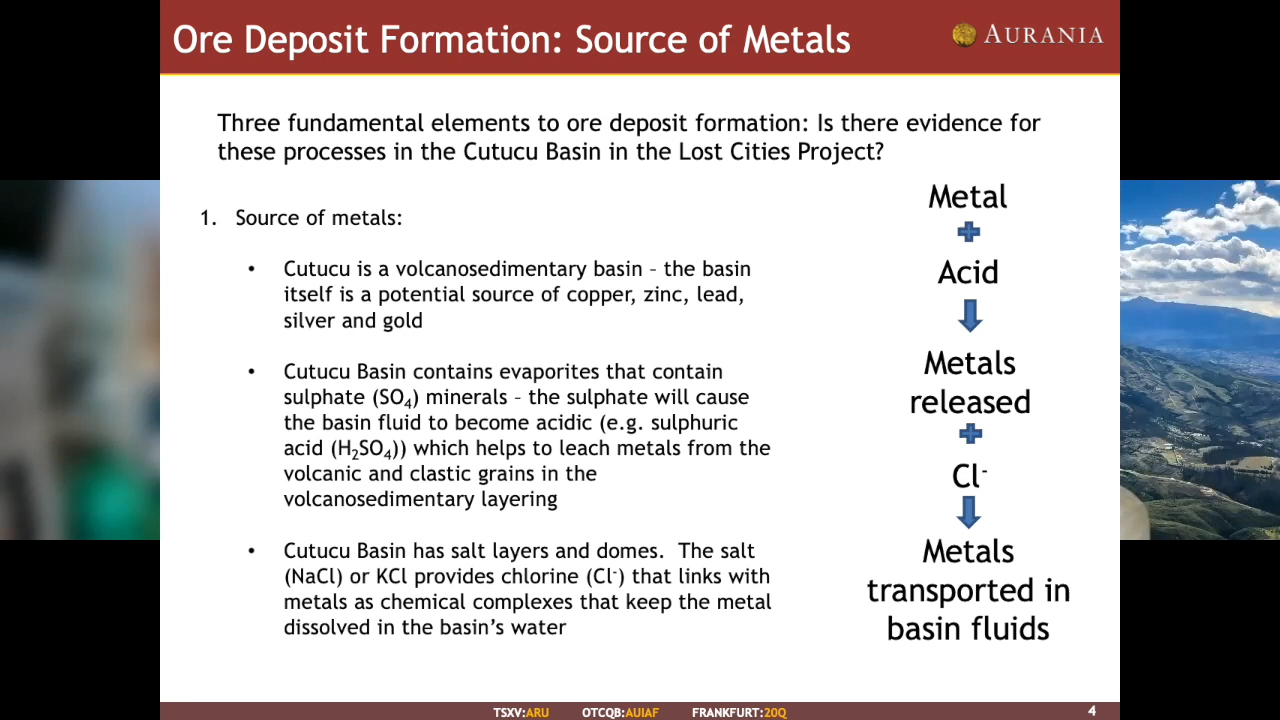 Ore Deposit Formation: Source of Metals
AURANIA
Three fundamental elements to ore deposit formation: Is there evidence for
these processes in the Cutucu Basin in the Lost Cities Project?
1. Source of metals:
• Cutucu is a volcanosedimentary basin – the basin
itself is a potential source of copper, zinc, lead,
silver and gold
• Cutucu Basin contains evaporites that contain
sulphate (SO₄) minerals – the sulphate will cause
the basin fluid to become acidic (e.g. sulphuric
acid (H₂SO₄)) which helps to leach metals from the
volcanic and clastic grains in the
volcanosedimentary layering
• Cutucu Basin has salt layers and domes. The salt
(NaCl) or KCl provides chlorine (Cl⁻) that links with
metals as chemical complexes that keep the metal
dissolved in the basin's water
Metal
Acid
Metals
released
Cl⁻
Metals
transported in
basin fluids
TSXV:ARU OTCQB:AUIAF FRANKFURT:20Q
4